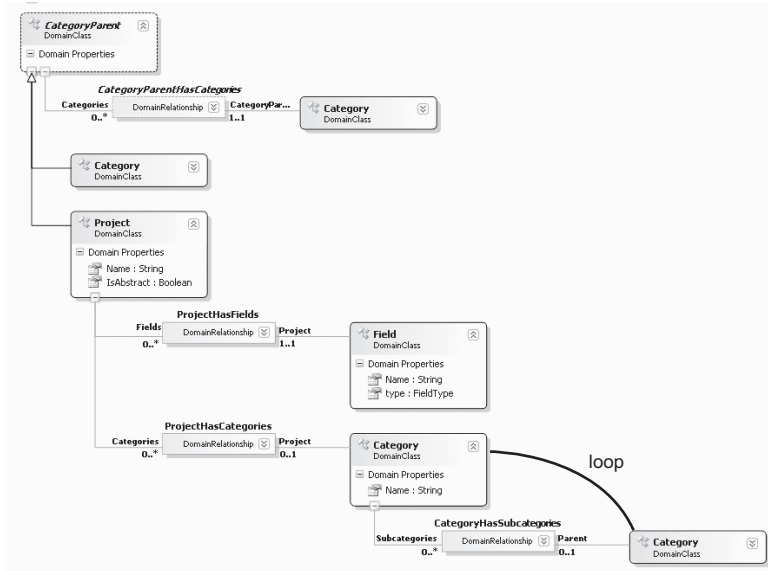 CategoryParent
DomainClass
Domain Properties
CategoryParentHasCategories
Categories
DomainRelationship
CategoryPar...
0..*
1..1
Category
DomainClass
Category
DomainClass
Project
DomainClass
Domain Properties
Name : String
IsAbstract : Boolean
ProjectHasFields
Fields
DomainRelationship
Project
0..*
1..1
Field
DomainClass
Domain Properties
Name : String
type : FieldType
ProjectHasCategories
Categories
DomainRelationship
Project
0..*
0..1
Category
DomainClass
Domain Properties
Name : String
loop
CategoryHasSubcategories
Subcategories
DomainRelationship
Parent
0..*
0..1
Category
DomainClass